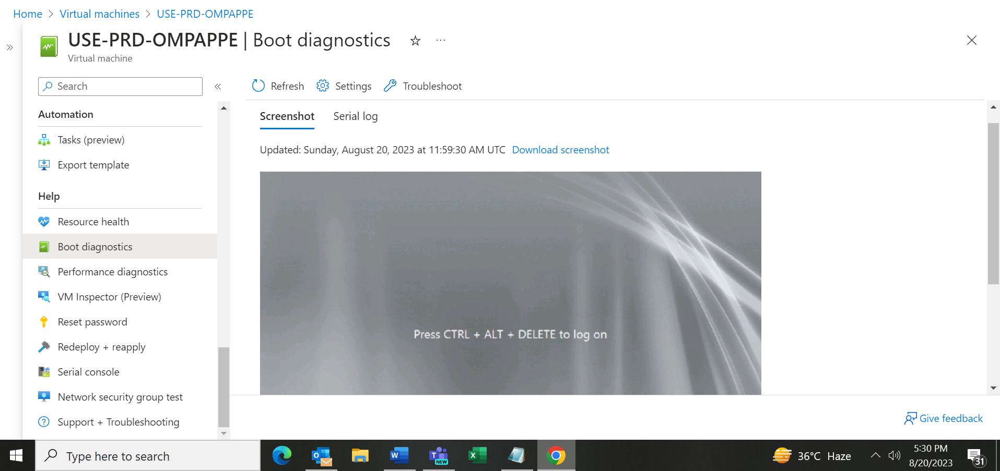 Home > Virtual machines > USE-PRD-OMPAPPE
USE-PRD-OMPAPPE | Boot diagnostics
Virtual machine
Search
Refresh Settings Troubleshoot
Automation
Tasks (preview)
Export template
Help
Resource health
Boot diagnostics
Performance diagnostics
VM Inspector (Preview)
Reset password
Redeploy + reapply
Serial console
Network security group test
Support + Troubleshooting
Screenshot Serial log
Updated: Sunday, August 20, 2023 at 11:59:30 AM UTC Download screenshot
Press CTRL + ALT + DELETE to log on
Give feedback
Type here to search
O
W
T
NEW
X
36°C Haze
5:30 PM
8/20/2023
31